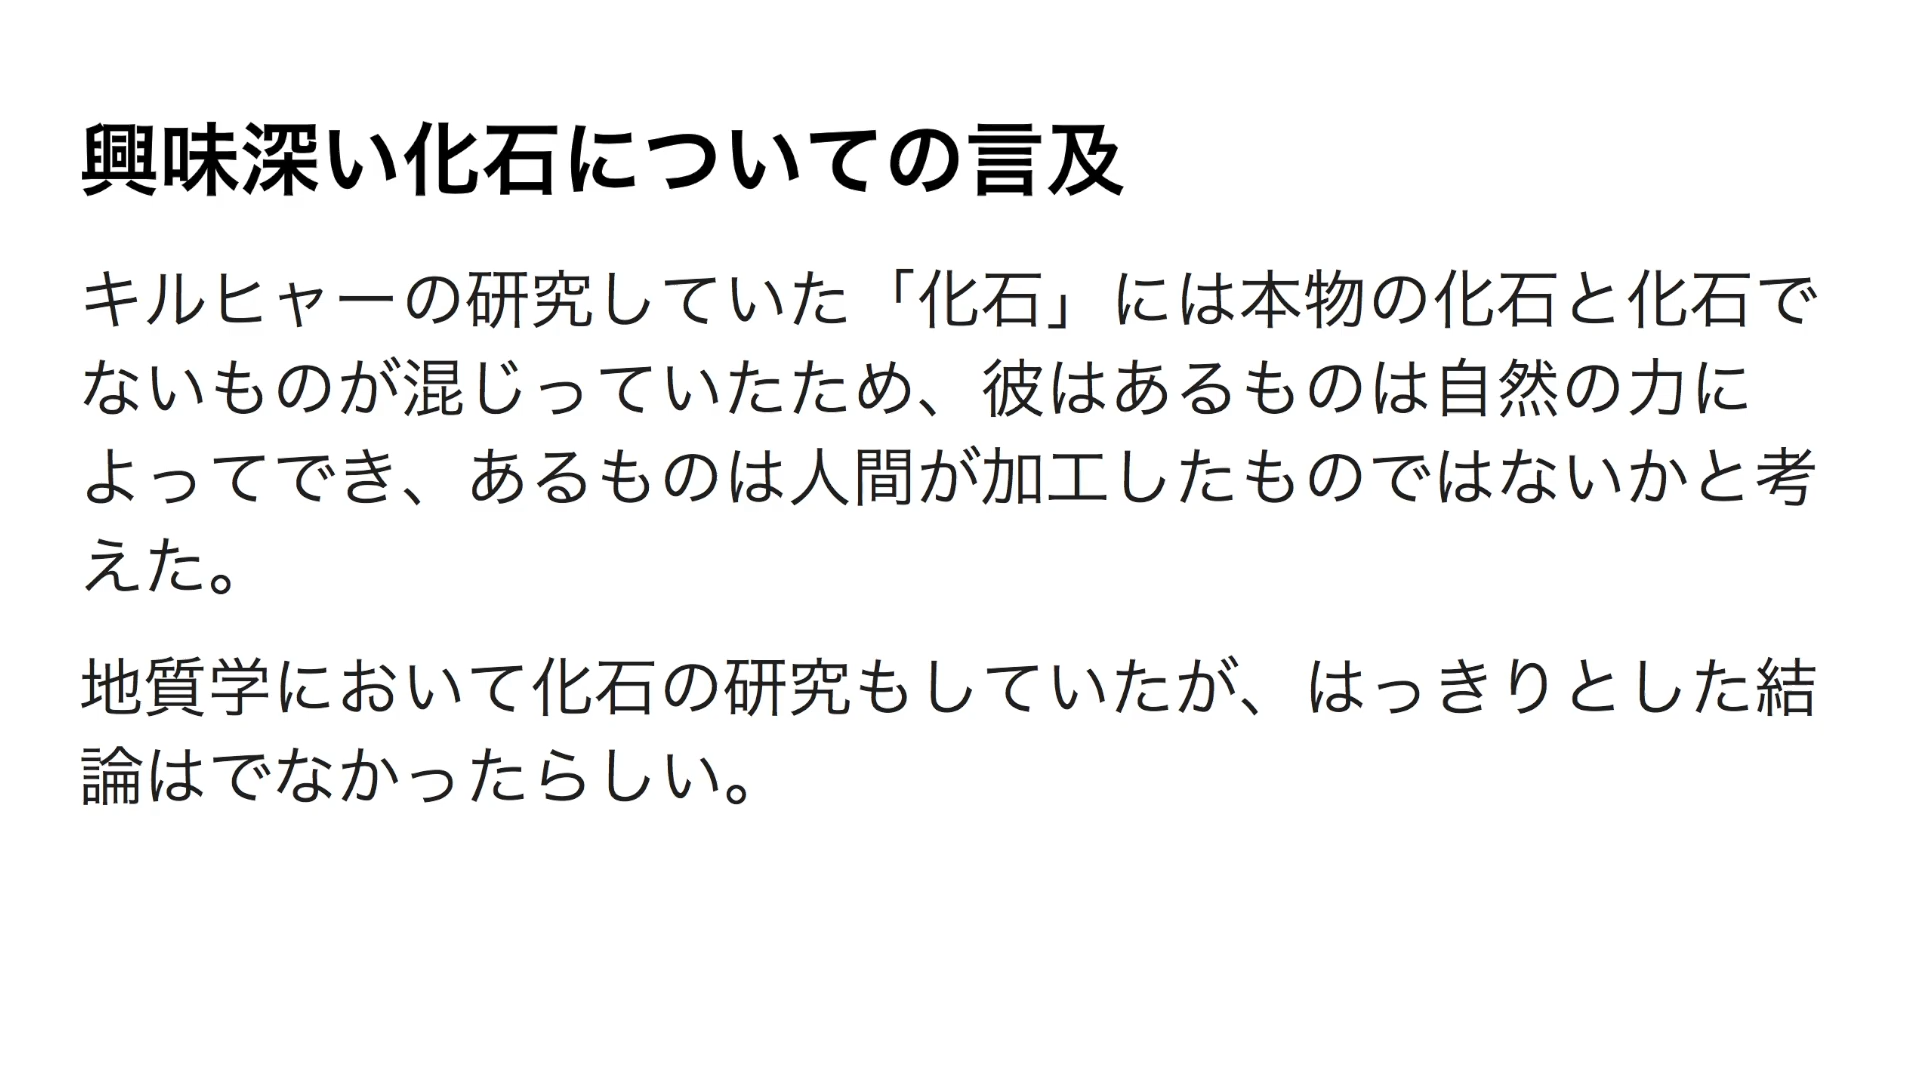 興味深い化石についての言及
キルヒャーの研究していた「化石」には本物の化石と化石で
ないものが混じっていたため、彼はあるものは自然の力に
よってでき、あるものは人間が加工したものではないかと考
えた。
地質学において化石の研究もしていたが、はっきりとした結
論はでなかったらしい。